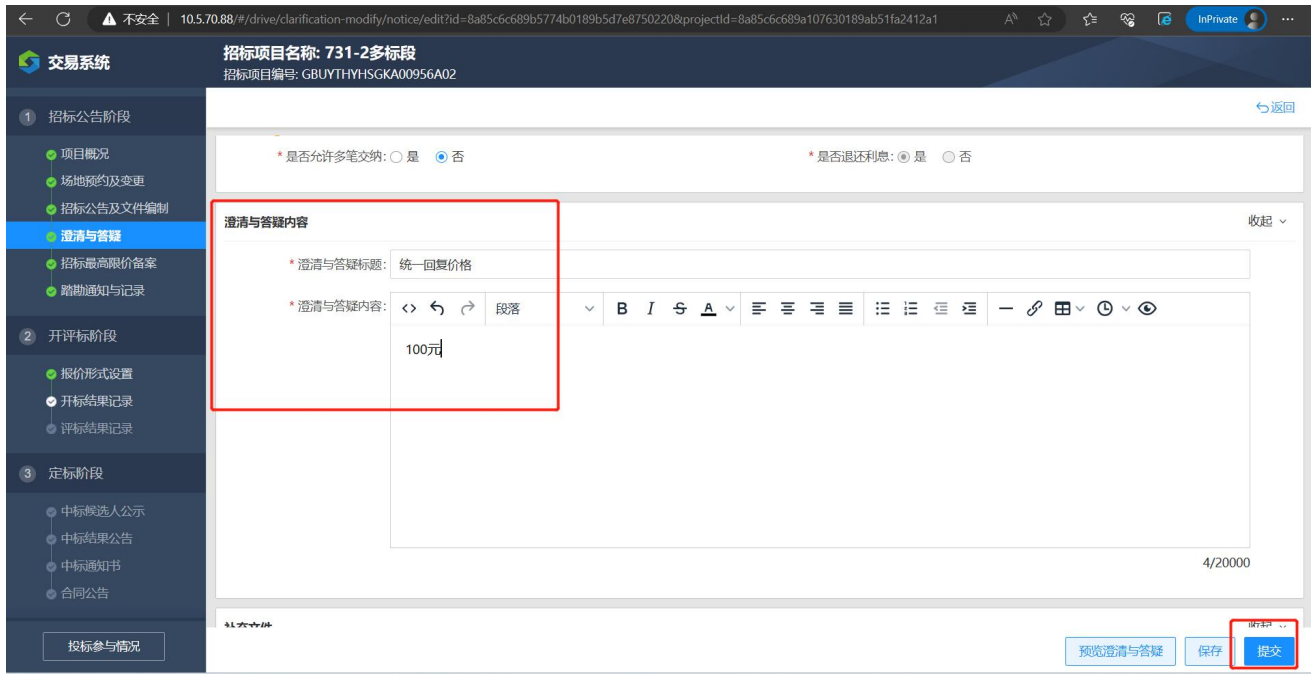 不安全 | 10.5.70.88/#/drive/clarification-modify/notice/edit?id=8a85c6c689b5774b0189b5d7e8750220&projectId=8a85c6c689a107630189ab51fa2412a1
InPrivate
交易系统
招标项目名称: 731-2多标段
招标项目编号: GBUYTHYHSGKA00956A02
返回
1 招标公告阶段
项目概况
场地预约及变更
招标公告及文件编制
澄清与答疑
招标最高限价备案
踏勘通知与记录
2 开评标阶段
报价形式设置
开标结果记录
评标结果记录
3 定标阶段
中标候选人公示
中标结果公告
中标通知书
合同公告
投标参与情况
* 是否允许多笔交纳: 是 否
* 是否退还利息: 是 否
澄清与答疑内容
收起
* 澄清与答疑标题: 统一回复价格
* 澄清与答疑内容:
段落
B I S A
100元
4/20000
补充文件
收起
预览澄清与答疑
保存
提交